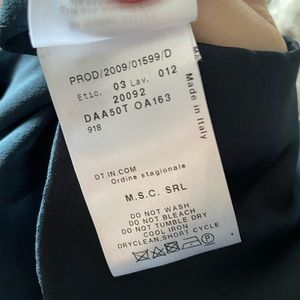 PROD/2009/01599/D
Etic. 03 Lav. 012
20092
DAA50T OA163
918
Made in Italy
DT IN.COM
Ordine stagionale
M.S.C. SRL
DO NOT WASH
DO NOT BLEACH
DO NOT TUMBLE DRY
COOL IRON
DRYCLEAN.SHORT CYCLE